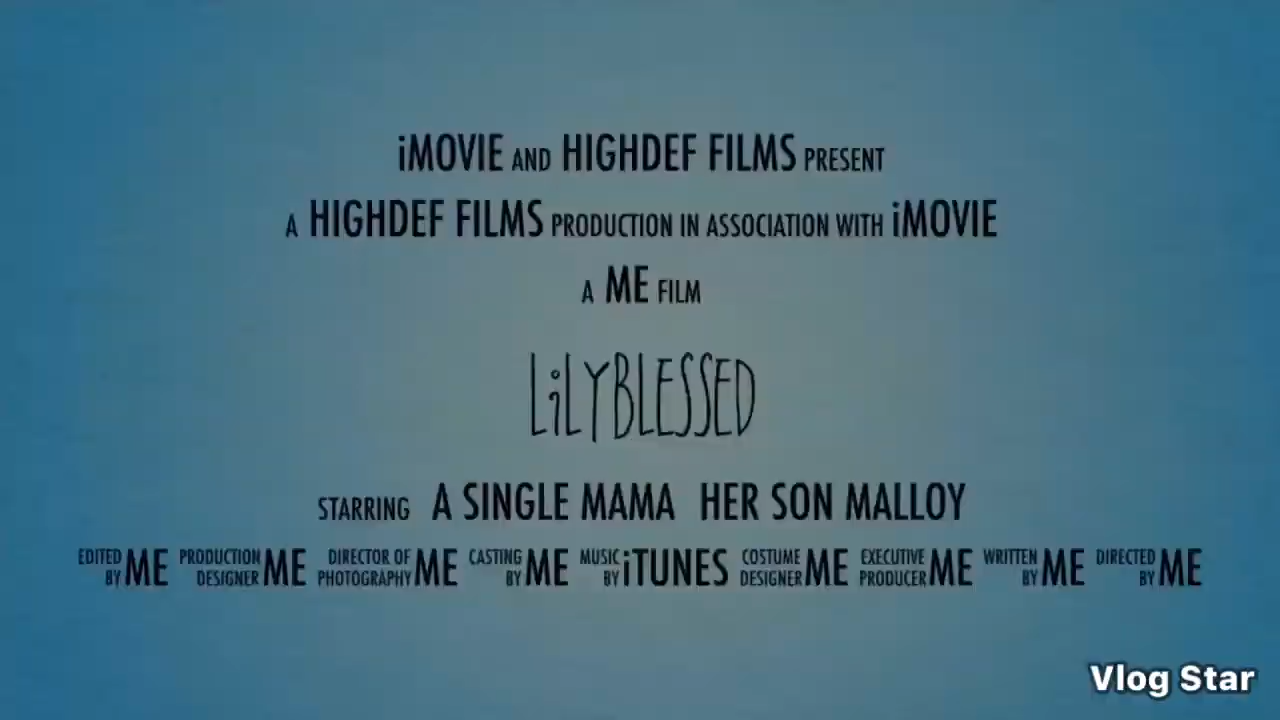 iMOVIE AND HIGHDEF FILMS PRESENT
A HIGHDEF FILMS PRODUCTION IN ASSOCIATION WITH iMOVIE
A ME FILM
LiLYBLESSED
STARRING A SINGLE MAMA HER SON MALLOY
EDITED BY ME PRODUCTION DESIGNER ME DIRECTOR OF PHOTOGRAPHY ME CASTING BY ME MUSIC BY iTUNES COSTUME DESIGNER ME EXECUTIVE PRODUCER ME WRITTEN BY ME DIRECTED BY ME
Vlog Star